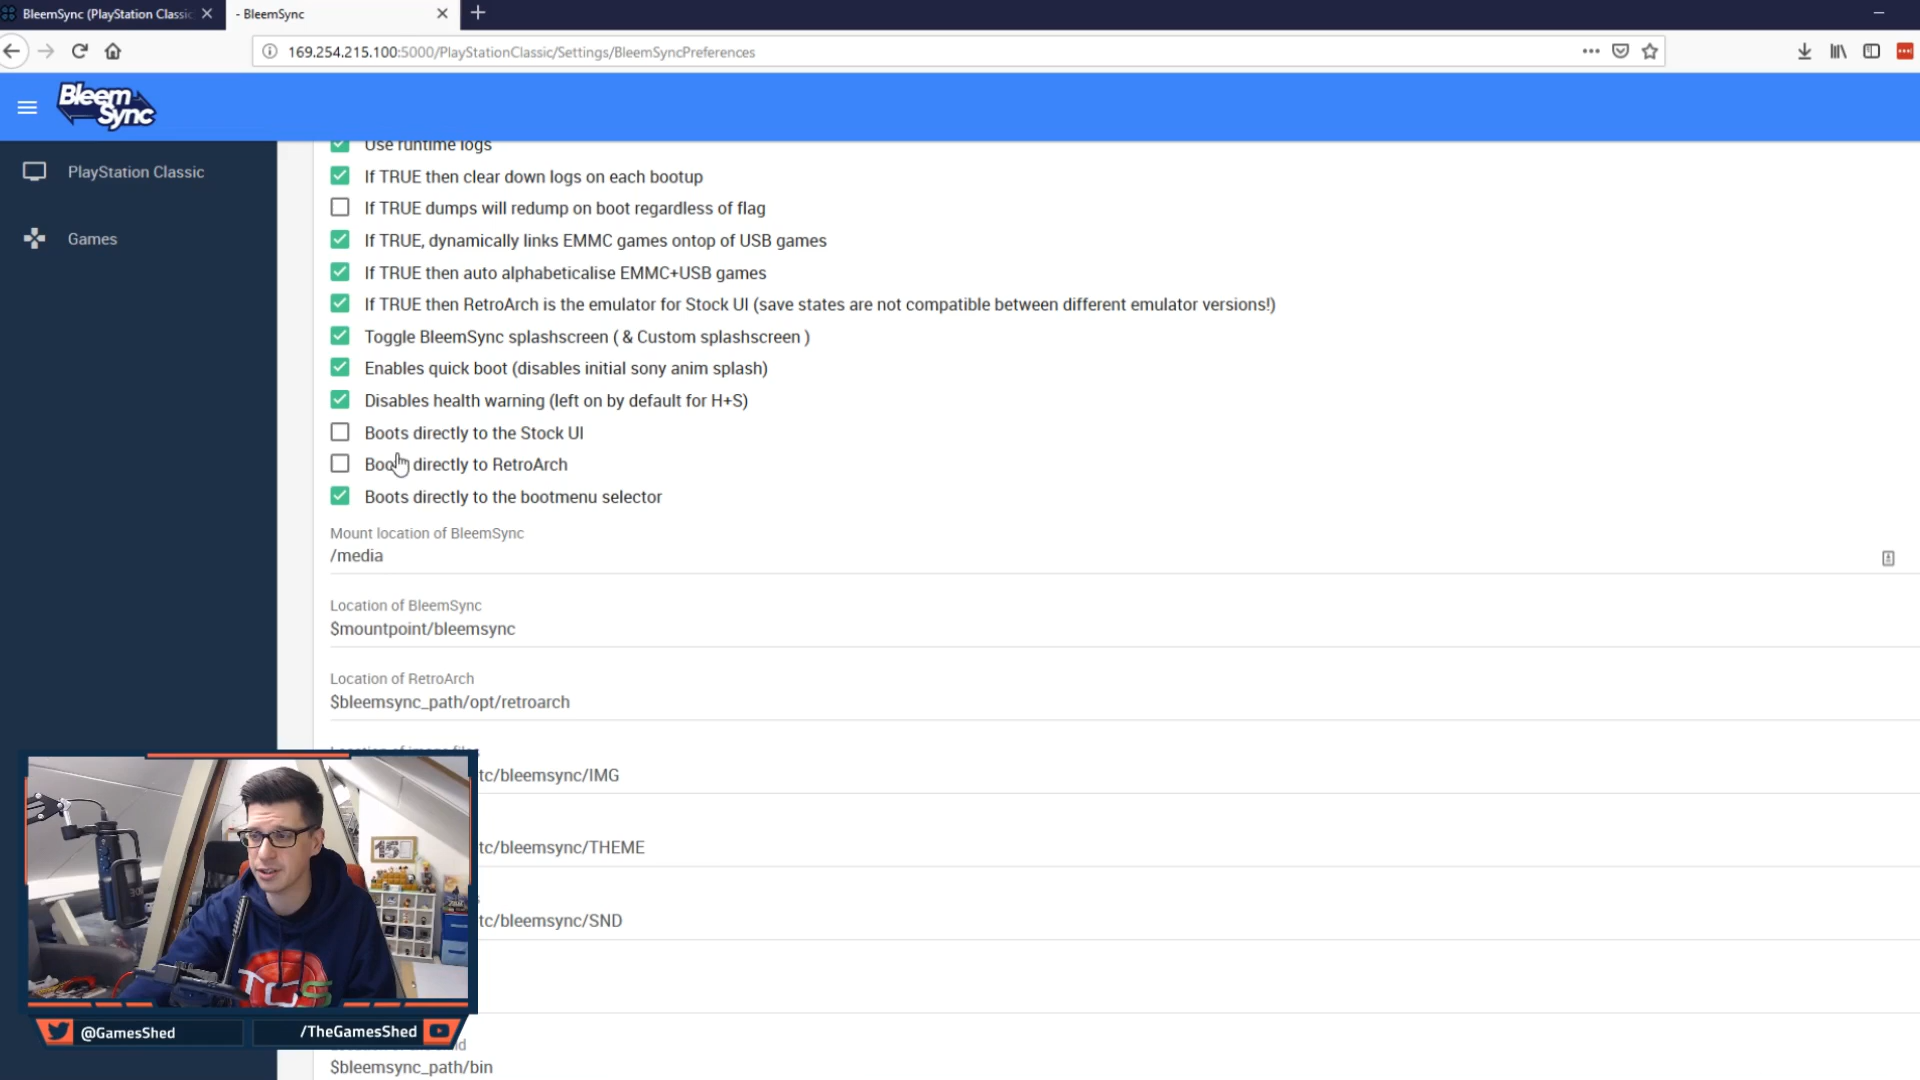 BleemSync (PlayStation Classic
- BleemSync
169.254.215.100:5000/PlayStationClassic/Settings/BleemSyncPreferences
Bleem
Sync
PlayStation Classic
Games
Use runtime logs
If TRUE then clear down logs on each bootup
If TRUE dumps will redump on boot regardless of flag
If TRUE, dynamically links EMMC games ontop of USB games
If TRUE then auto alphabeticalise EMMC+USB games
If TRUE then RetroArch is the emulator for Stock UI (save states are not compatible between different emulator versions!)
Toggle BleemSync splashscreen ( & Custom splashscreen )
Enables quick boot (disables initial sony anim splash)
Disables health warning (left on by default for H+S)
Boots directly to the Stock UI
Boots directly to RetroArch
Boots directly to the bootmenu selector
Mount location of BleemSync
/media
Location of BleemSync
$mountpoint/bleemsync
Location of RetroArch
$bleemsync_path/opt/retroarch
tc/bleemsync/IMG
tc/bleemsync/THEME
tc/bleemsync/SND
$bleemsync_path/bin
TGS
@GamesShed
/TheGamesShed